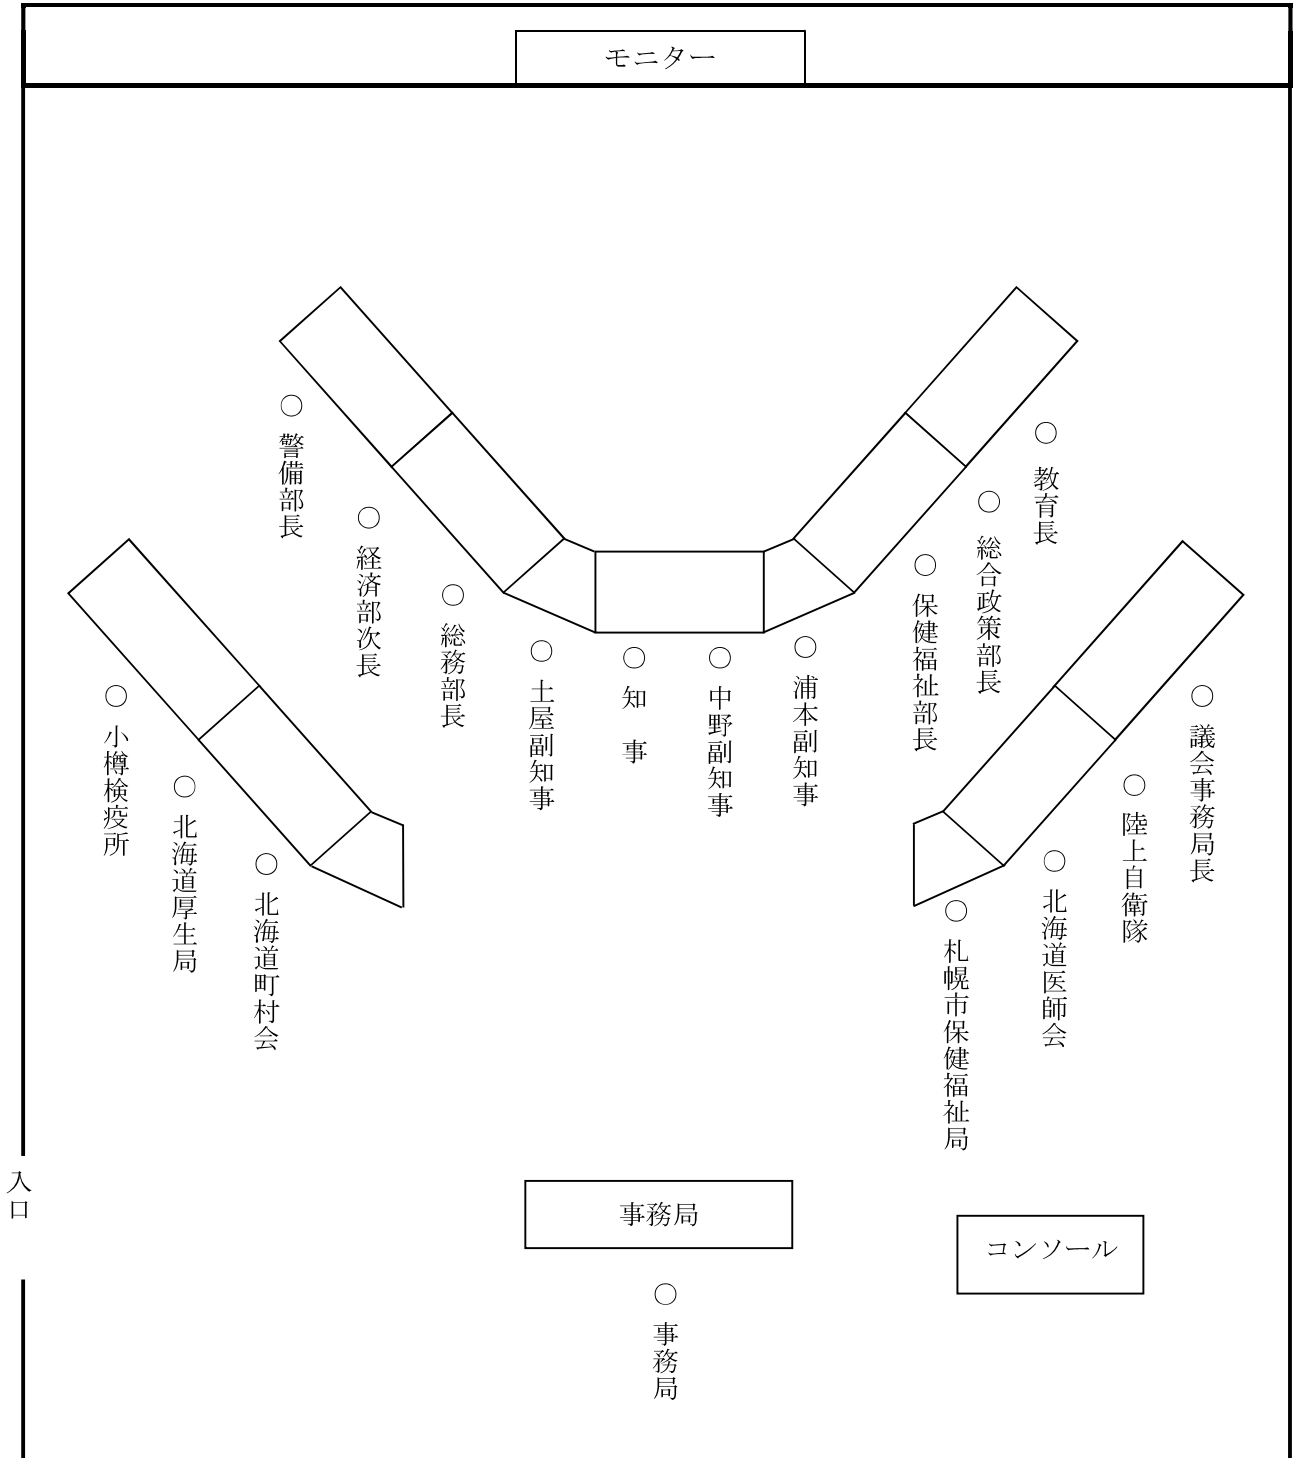 モニター
○ 警備部長
○ 経済部次長
○ 総務部長
○ 土屋副知事
○ 知　事
○ 中野副知事
○ 浦本副知事
○ 保健福祉部長
○ 総合政策部長
○ 教育長
○ 小樽検疫所
○ 北海道厚生局
○ 北海道町村会
○ 札幌市保健福祉局
○ 北海道医師会
○ 陸上自衛隊
○ 議会事務局長
入口
事務局
コンソール
○ 事務局